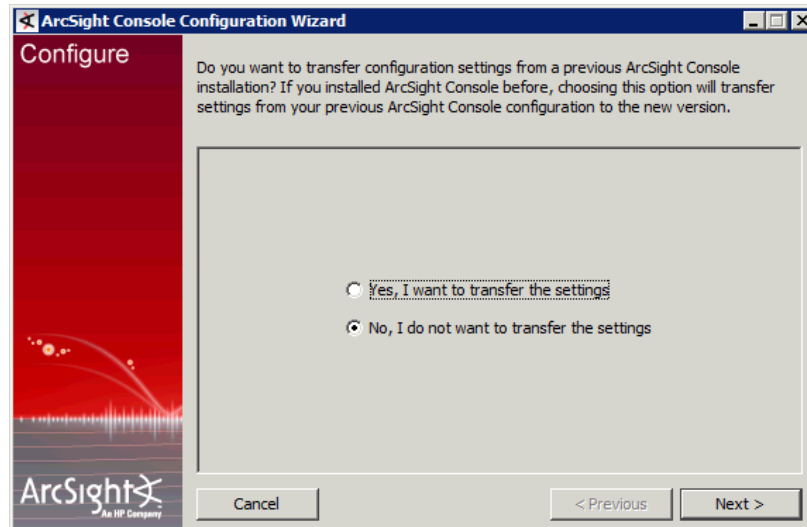 ArcSight Console Configuration Wizard
Configure
Do you want to transfer configuration settings from a previous ArcSight Console
installation? If you installed ArcSight Console before, choosing this option will transfer
settings from your previous ArcSight Console configuration to the new version.
Yes, I want to transfer the settings
No, I do not want to transfer the settings
ArcSight
An HP Company
Cancel
< Previous
Next >